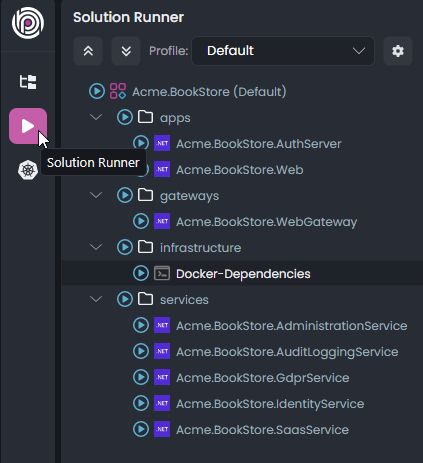 Solution Runner
Profile: Default
Acme.BookStore (Default)
apps
.NET Acme.BookStore.AuthServer
Solution Runner
.NET Acme.BookStore.Web
gateways
.NET Acme.BookStore.WebGateway
infrastructure
Docker-Dependencies
services
.NET Acme.BookStore.AdministrationService
.NET Acme.BookStore.AuditLoggingService
.NET Acme.BookStore.GdprService
.NET Acme.BookStore.IdentityService
.NET Acme.BookStore.SaasService